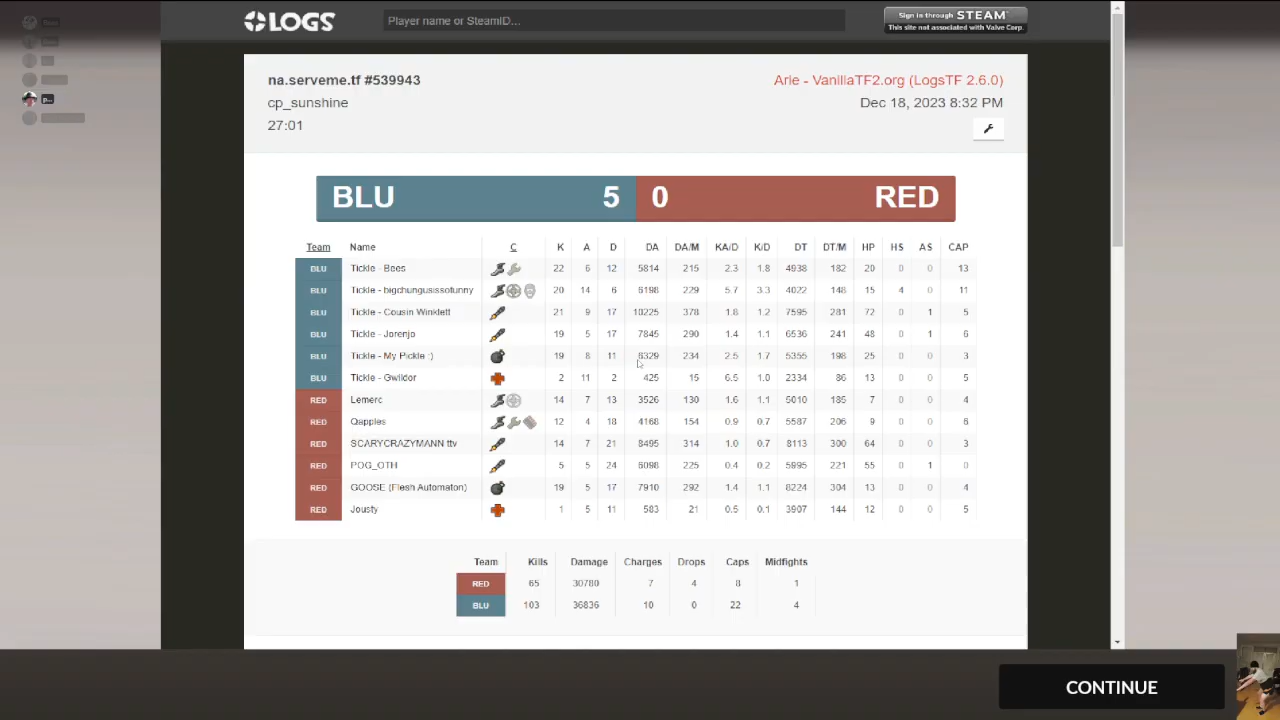 LOGS
Player name or SteamID...
Sign in through STEAM
This site not associated with Valve Corp.
na.serveme.tf #539943
Arie - VanillaTF2.org (LogsTF 2.6.0)
cp_sunshine
Dec 18, 2023 8:32 PM
27:01
BLU 5 0 RED
Team Name C K A D DA DA/M KA/D K/D DT DT/M HP HS AS CAP
BLU Tickle - Bees 22 6 12 5814 215 2.3 1.8 4938 182 20 0 0 13
BLU Tickle - bigchungusissofunny 20 14 6 6198 229 5.7 3.3 4022 148 15 4 0 11
BLU Tickle - Cousin Winklett 21 9 17 10225 378 1.8 1.2 7595 281 72 0 1 5
BLU Tickle - Jorenjo 19 5 17 7845 290 1.4 1.1 6536 241 48 0 1 6
BLU Tickle - My Pickle :) 19 8 11 6329 234 2.5 1.7 5355 198 25 0 0 3
BLU Tickle - Gwildor 2 11 2 425 15 6.5 1.0 2334 86 13 0 0 5
RED Lemerc 14 7 13 3526 130 1.6 1.1 5010 185 7 0 0 4
RED Qapples 12 4 18 4168 154 0.9 0.7 5587 206 9 0 0 6
RED SCARYCRAZYMANN ttv 14 7 21 8495 314 1.0 0.7 8113 300 64 0 0 3
RED POG_OTH 5 5 24 6098 225 0.4 0.2 5995 221 55 0 1 0
RED GOOSE (Flesh Automaton) 19 5 17 7910 292 1.4 1.1 8224 304 13 0 0 4
RED Jousty 1 5 11 583 21 0.5 0.1 3907 144 12 0 0 5
Team Kills Damage Charges Drops Caps Midfights
RED 65 30780 7 4 8 1
BLU 103 36836 10 0 22 4
CONTINUE